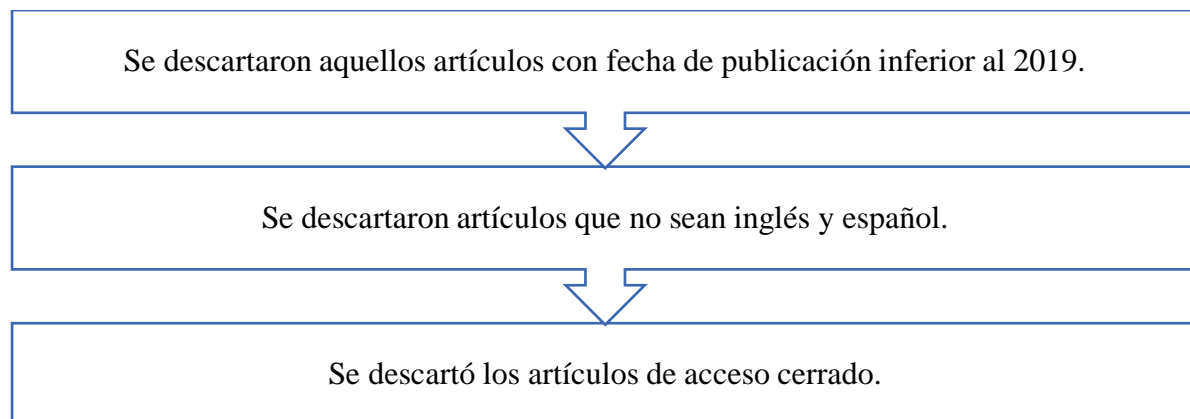 Se descartaron aquellos artículos con fecha de publicación inferior al 2019.
Se descartaron artículos que no sean inglés y español.
Se descartó los artículos de acceso cerrado.